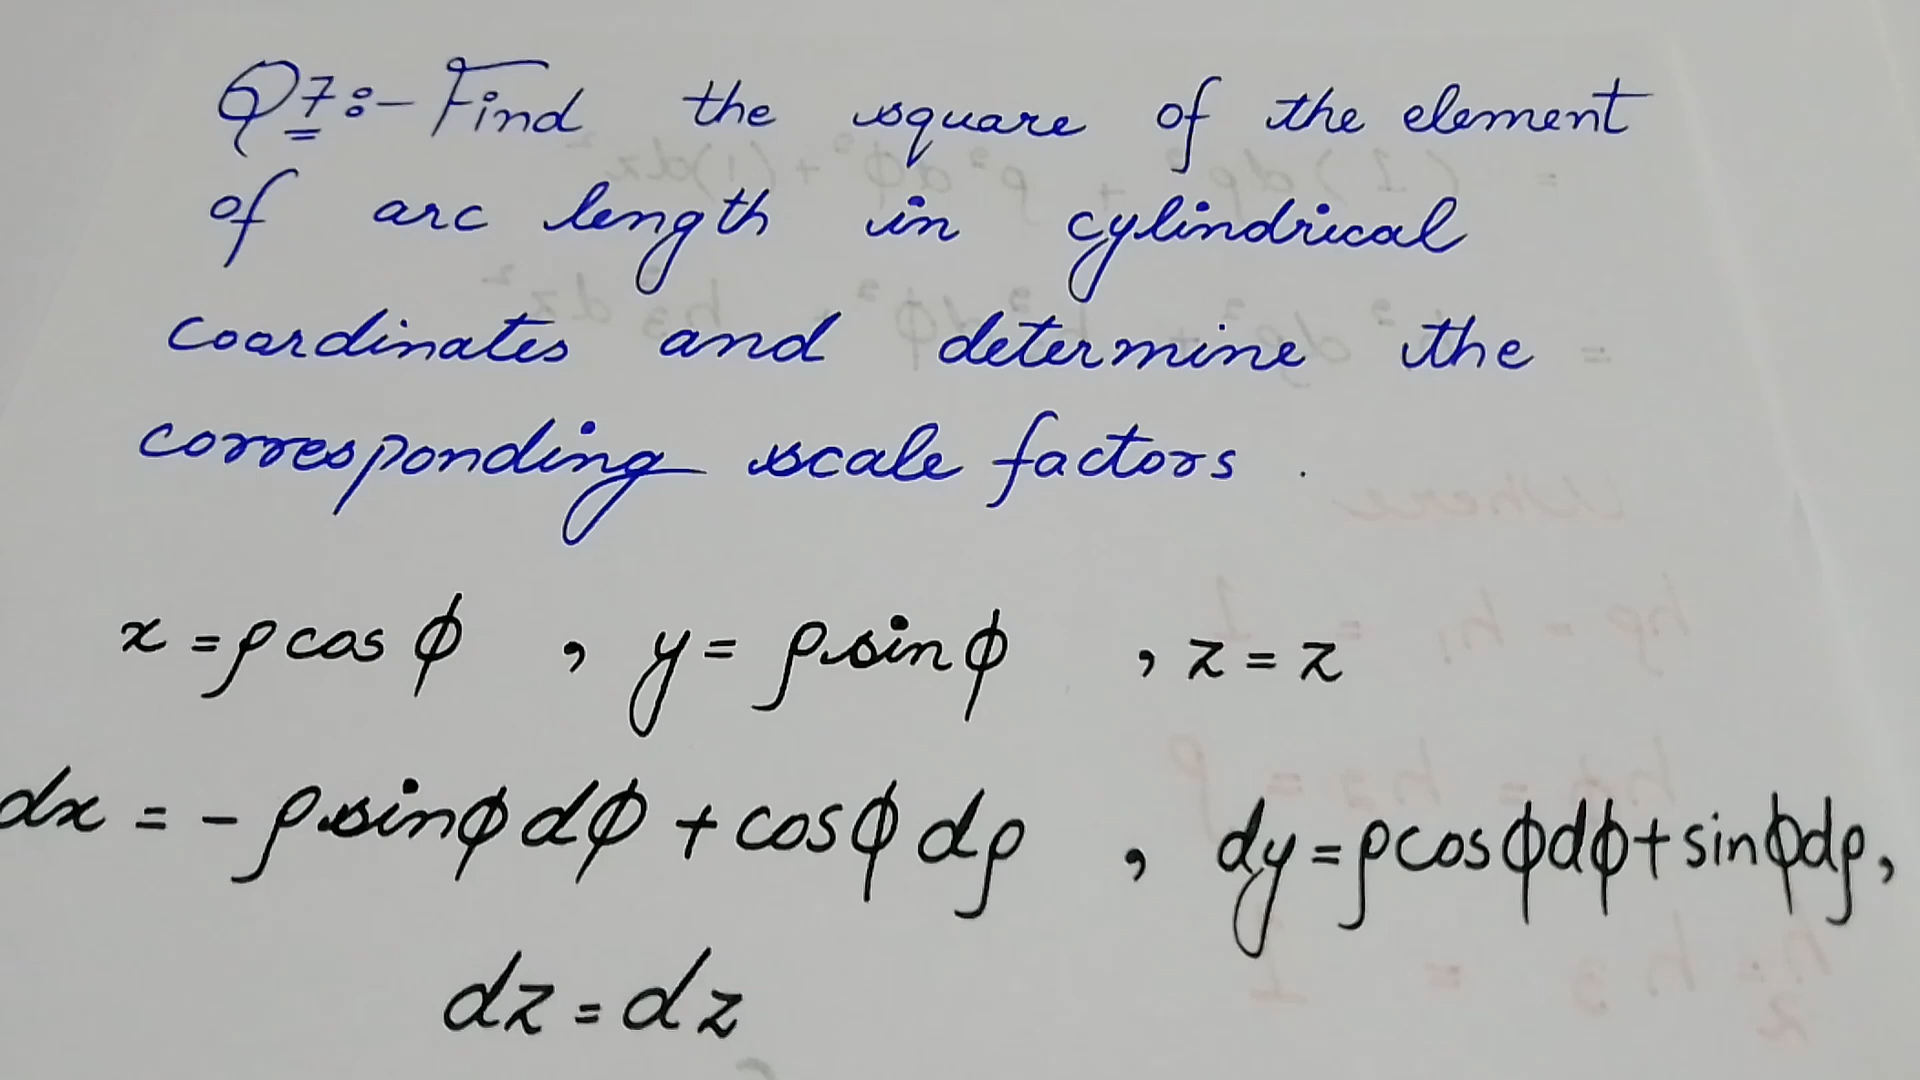 Q7:- Find the square of the element
of arc length in cylindrical
coordinates and determine the
corresponding scale factors.
x = ρ cos ϕ , y = ρ sin ϕ , z = z
dx = - ρ sin ϕ dϕ + cos ϕ dρ , dy = ρ cos ϕ dϕ + sin ϕ dρ,
dz = dz